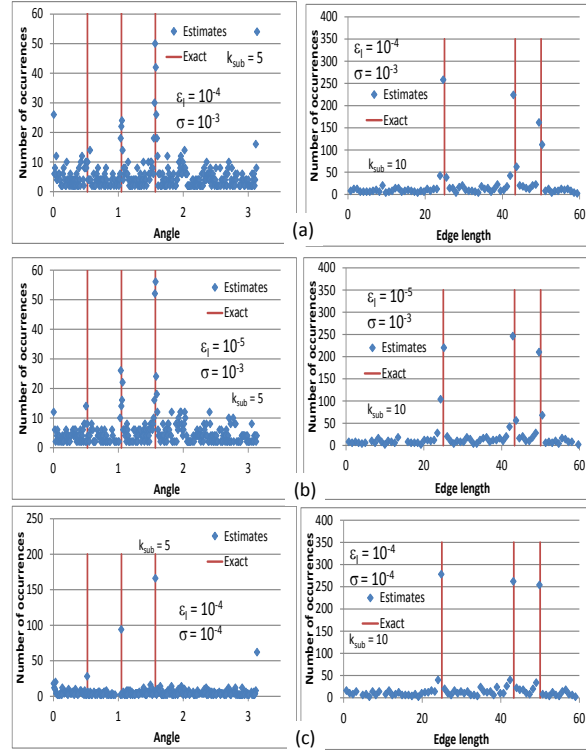 Number of occurrences
60
50
40
30
20
10
0
0 1 2 3
Angle
Estimates
Exact
k_sub = 5
ε_l = 10^-4
σ = 10^-3
Number of occurrences
400
350
300
250
200
150
100
50
0
0 20 40 60
Edge length
ε_l = 10^-4
σ = 10^-3
Estimates
Exact
k_sub = 10
(a)
Number of occurrences
60
50
40
30
20
10
0
0 1 2 3
Angle
Estimates
Exact
ε_l = 10^-5
σ = 10^-3
k_sub = 5
Number of occurrences
400
350
300
250
200
150
100
50
0
0 20 40 60
Edge length
ε_l = 10^-5
σ = 10^-3
Estimates
Exact
k_sub = 10
(b)
Number of occurrences
250
200
150
100
50
0
0 1 2 3
Angle
k_sub = 5
Estimates
Exact
ε_l = 10^-4
σ = 10^-4
Number of occurrences
400
350
300
250
200
150
100
50
0
0 20 40 60
Edge length
ε_l = 10^-4
σ = 10^-4
Estimates
Exact
k_sub = 10
(c)